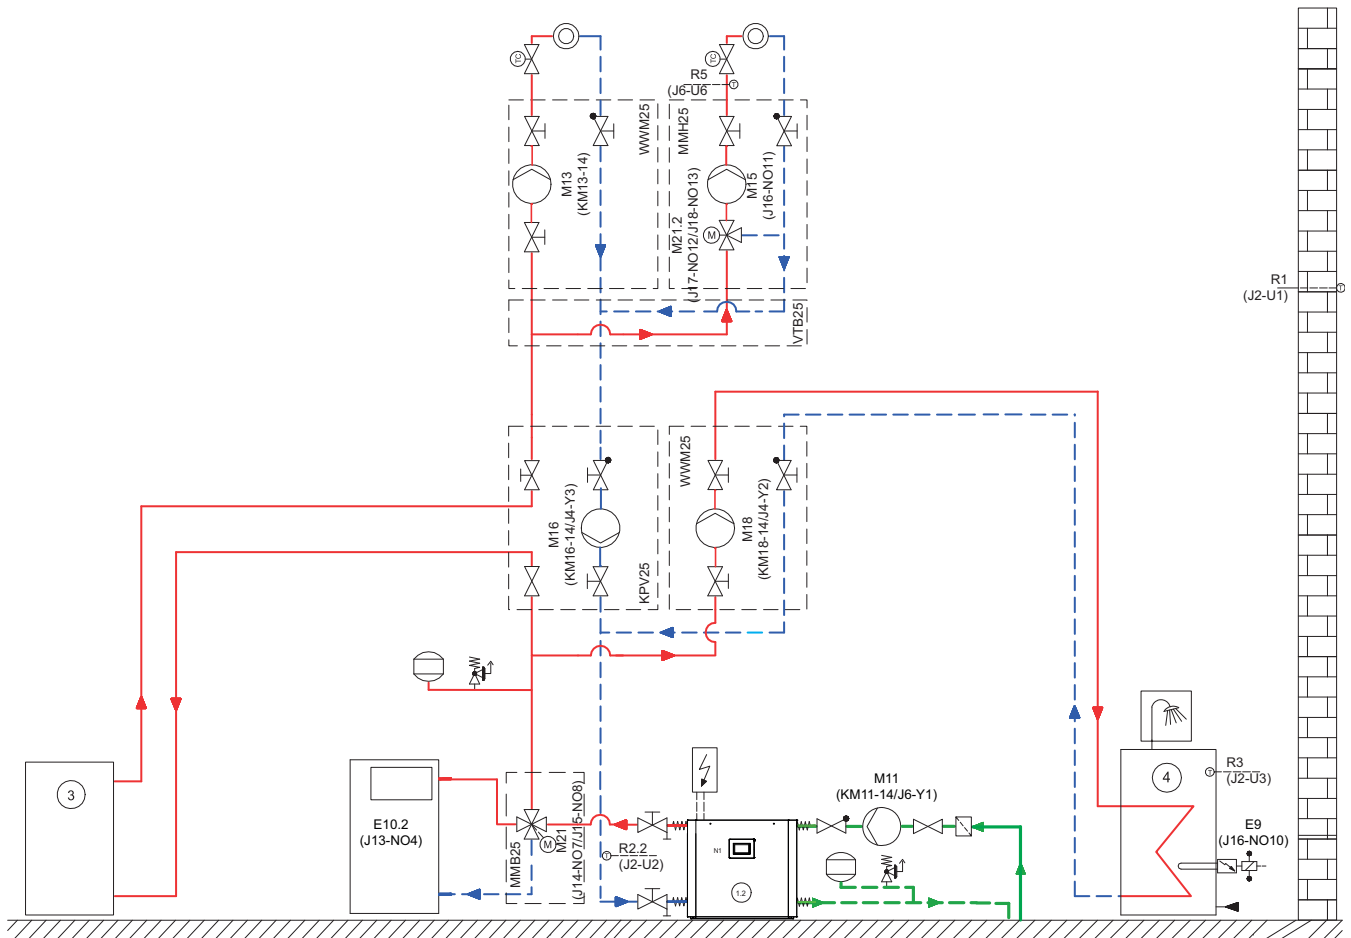 TC
TC
R5
(J6-U6
T
WWM25
MMH25
M13
(KM13-14)
M15
(J16-NO11)
M21.2
(J17-NO12/J18-NO13)
M
VTB25
R1
(J2-U1)
T
WWM25
M16
(KM16-14/J4-Y3)
KPV25
M18
(KM18-14/J4-Y2)
3
E10.2
(J13-NO4)
MMB25
M
M21
(J14-NO7/J15-NO8)
T
R2.2
(J2-U2)
N1
1.2
M11
(KM11-14/J6-Y1)
4
T
R3
(J2-U3)
E9
(J16-NO10)